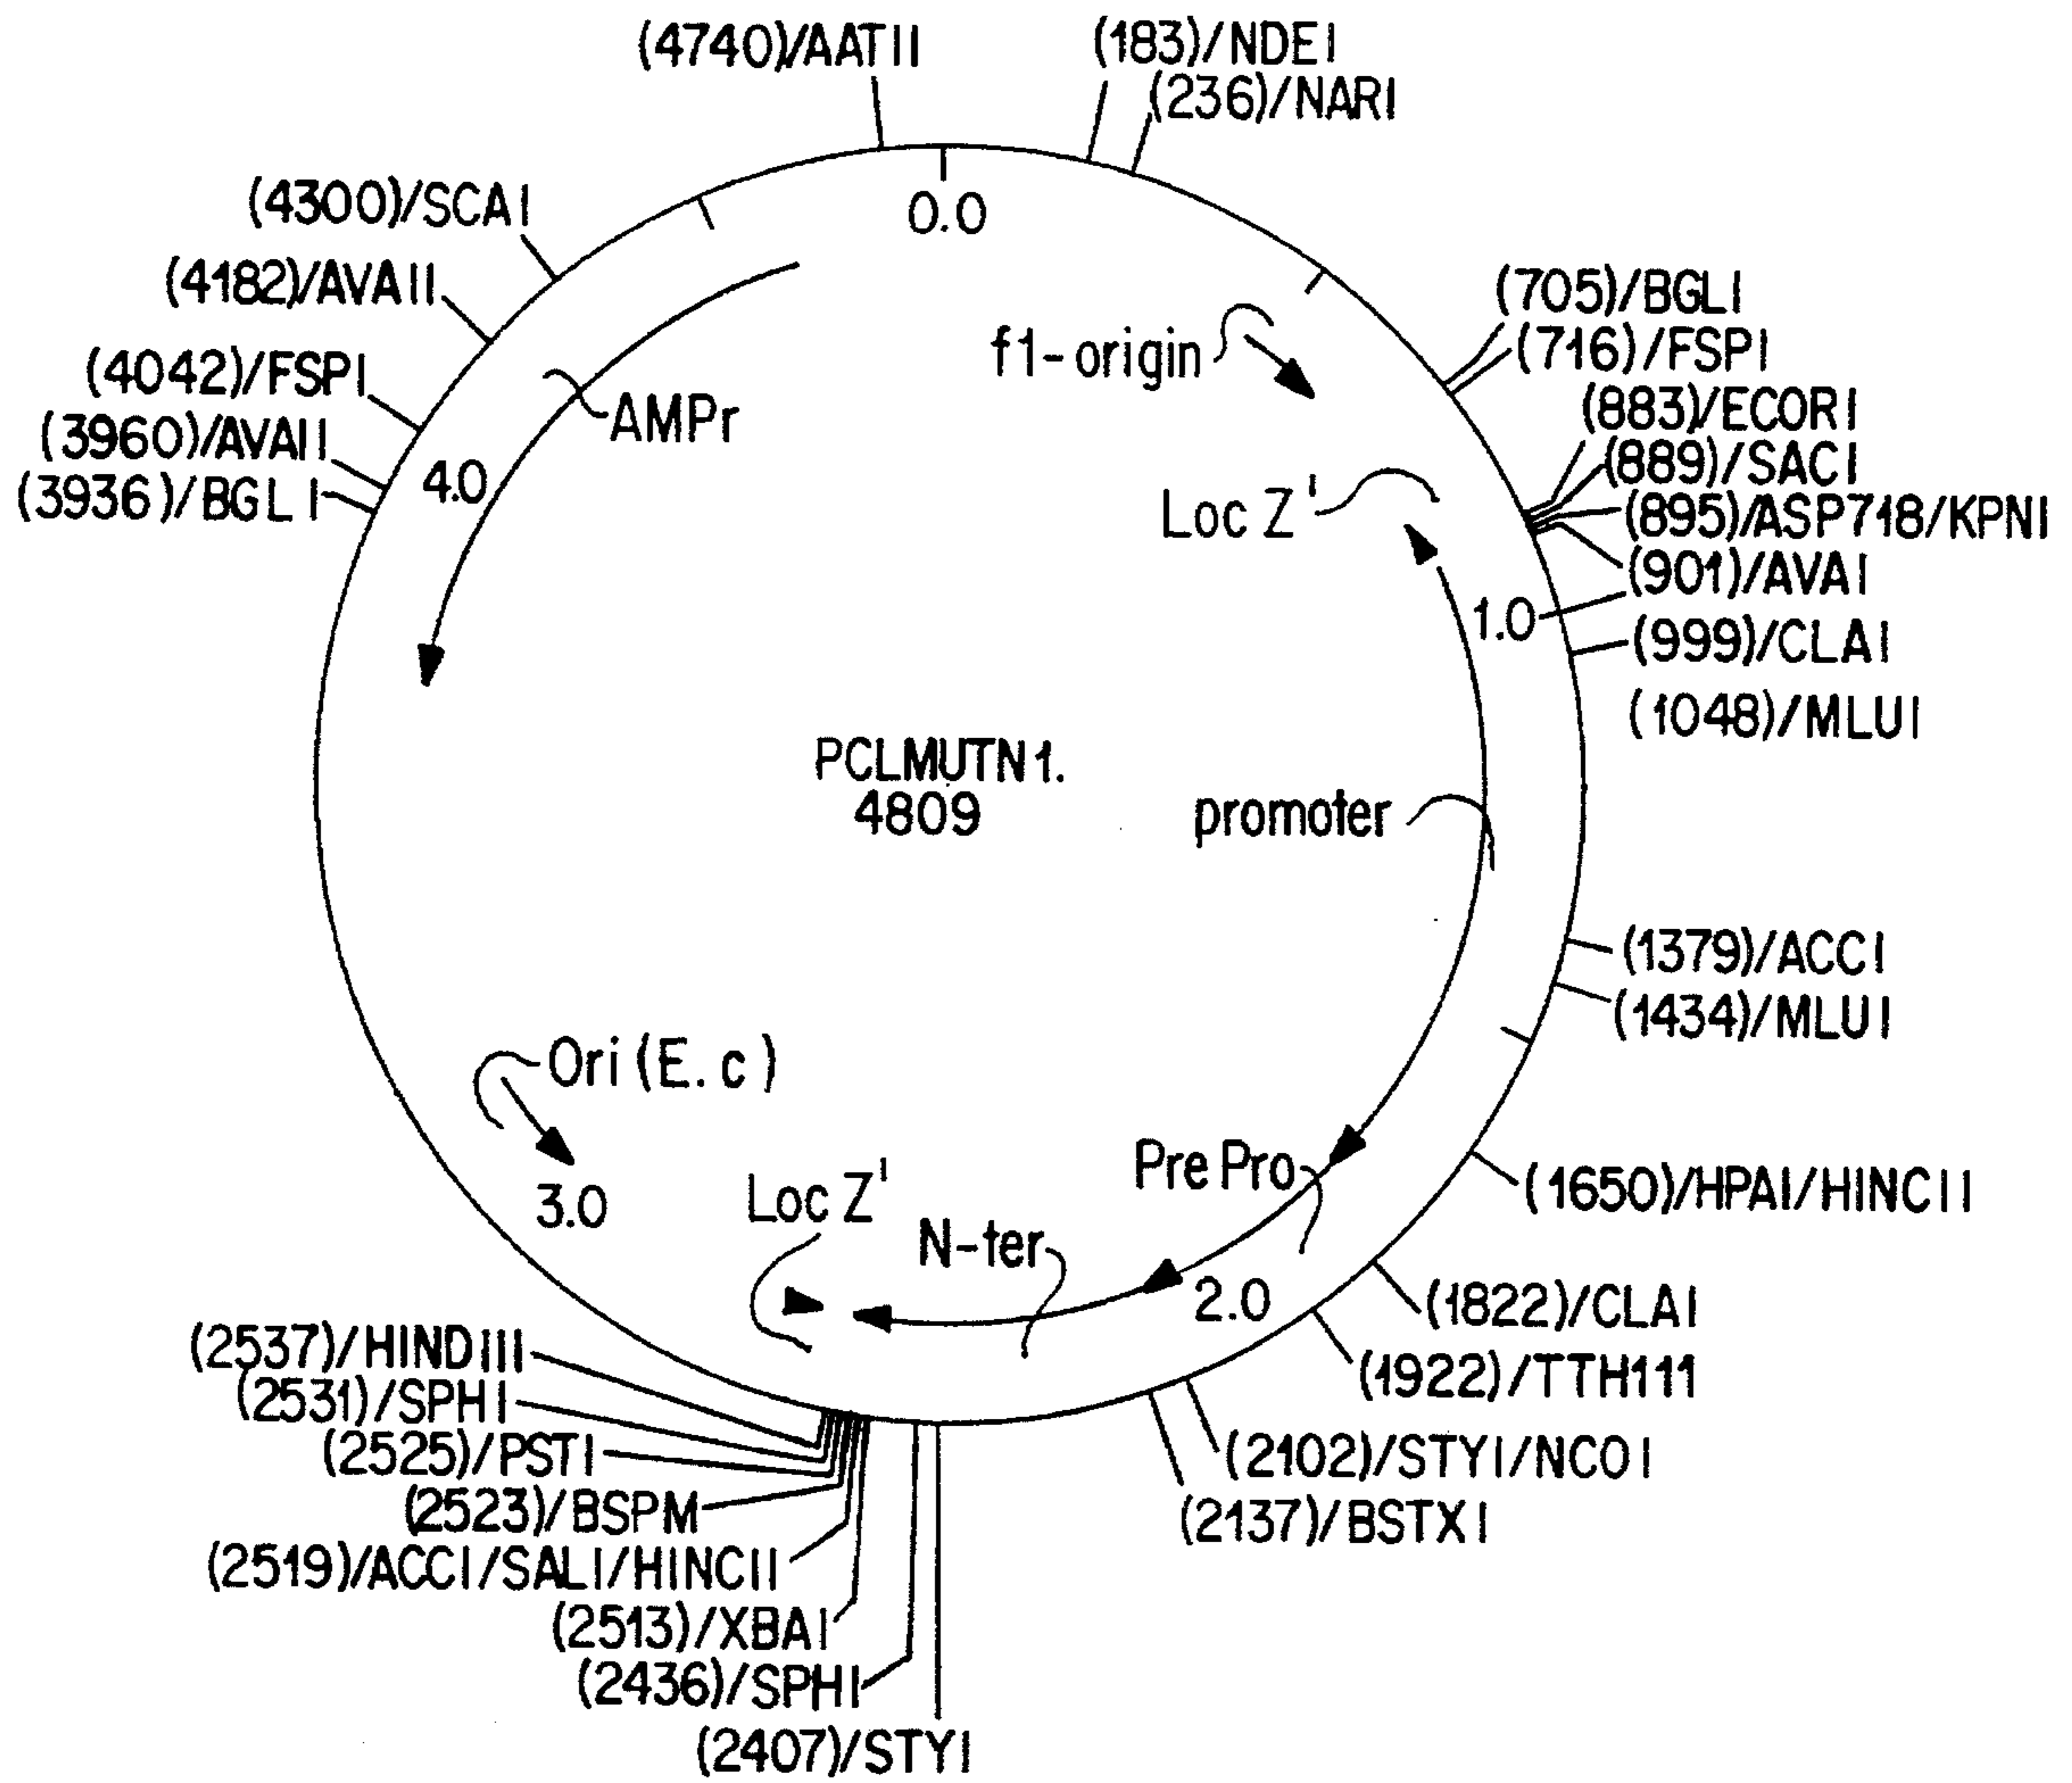 (4740)/AATII
(183)/NDEI
(236)/NARI
0.0
(4300)/SCAI
(4182)/AVAII
(4042)/FSPI
(3960)/AVAII
(3936)/BGLI
4.0
AMPr
f1-origin
(705)/BGLI
(716)/FSPI
(883)/ECORI
(889)/SACI
(895)/ASP718/KPNI
(901)/AVAI
1.0
(999)/CLAI
(1048)/MLUI
Loc Z'
PCLMUTN1.
4809
promoter
(1379)/ACCI
(1434)/MLUI
(1650)/HPAI/HINCII
(1822)/CLAI
(1922)/TTH111
(2102)/STYI/NCOI
(2137)/BSTXI
Pre Pro
2.0
N-ter
Loc Z'
Ori (E. c)
3.0
(2537)/HINDIII
(2531)/SPHI
(2525)/PSTI
(2523)/BSPM
(2519)/ACCI/SALI/HINCII
(2513)/XBAI
(2436)/SPHI
(2407)/STYI